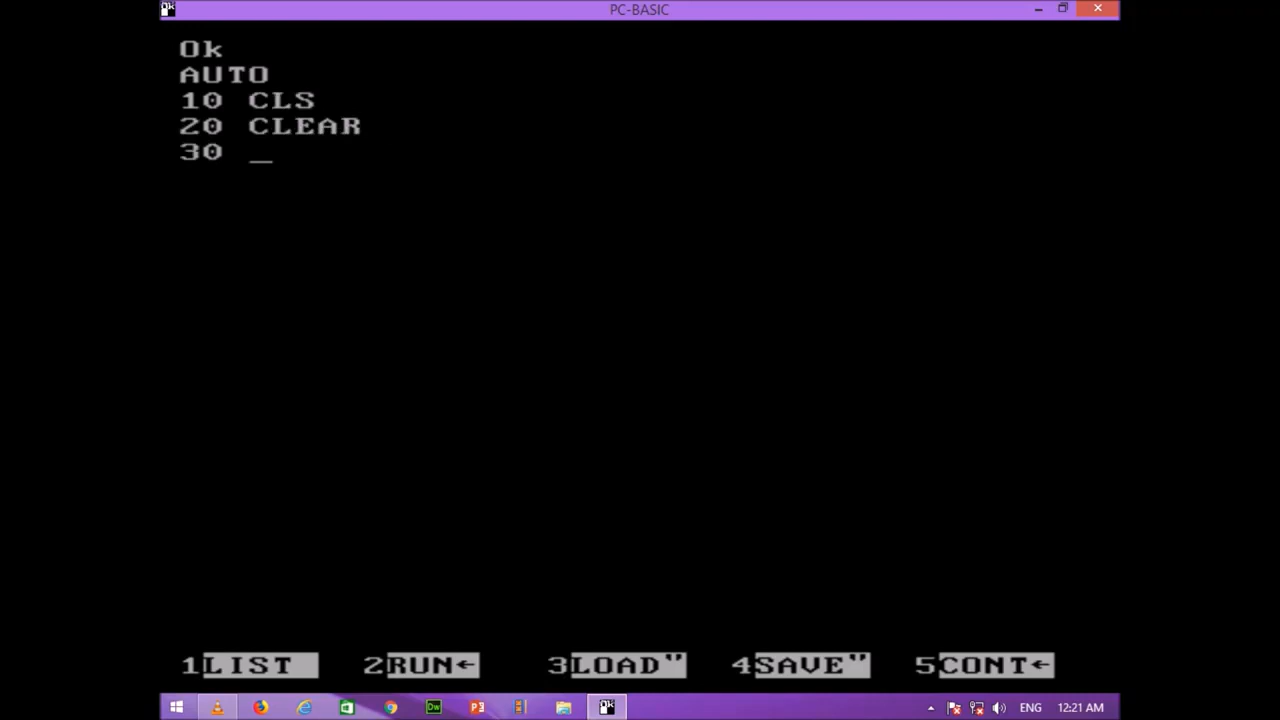 PC-BASIC
Ok
AUTO
10 CLS
20 CLEAR
30 _
1LIST 2RUN← 3LOAD" 4SAVE" 5CONT←
ENG 12:21 AM